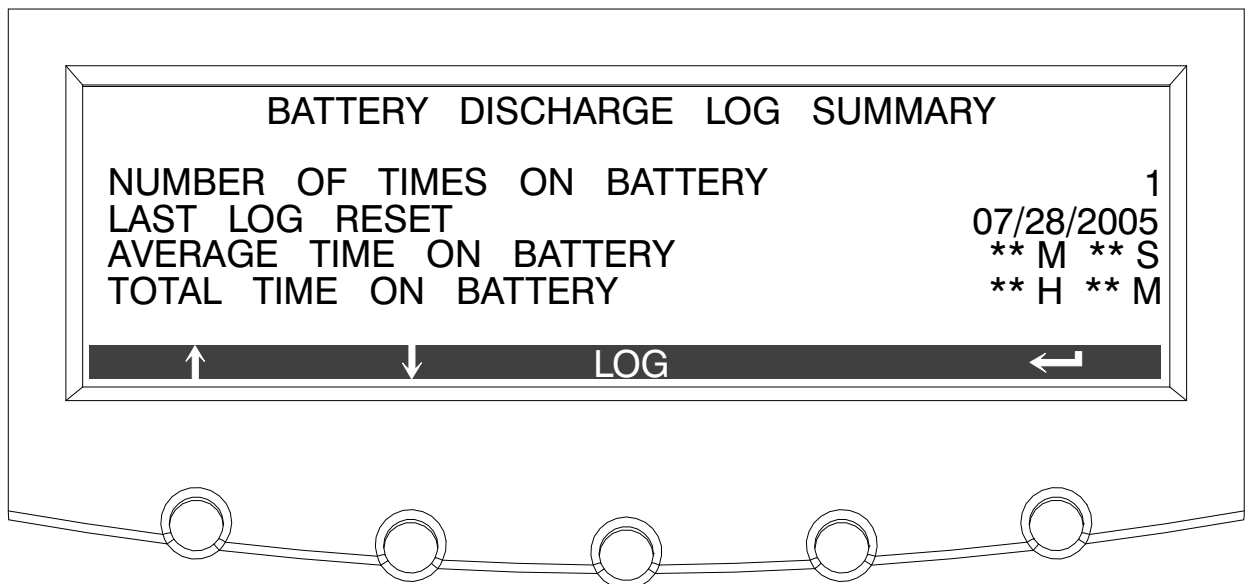 BATTERY DISCHARGE LOG SUMMARY
NUMBER OF TIMES ON BATTERY 1
LAST LOG RESET 07/28/2005
AVERAGE TIME ON BATTERY ** M ** S
TOTAL TIME ON BATTERY ** H ** M
↑ ↓ LOG ↵